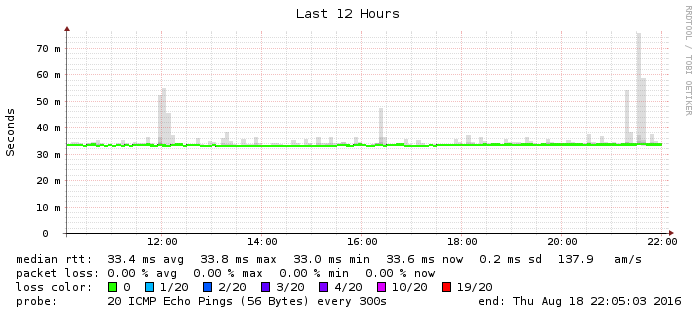 Last 12 Hours
RRDTOOL / TOBI OETIKER
Seconds
70 m
60 m
50 m
40 m
30 m
20 m
10 m
0
12:00 14:00 16:00 18:00 20:00 22:00
median rtt: 33.4 ms avg 33.8 ms max 33.0 ms min 33.6 ms now 0.2 ms sd 137.9 am/s
packet loss: 0.00 % avg 0.00 % max 0.00 % min 0.00 % now
loss color: 0 1/20 2/20 3/20 4/20 10/20 19/20
probe: 20 ICMP Echo Pings (56 Bytes) every 300s end: Thu Aug 18 22:05:03 2016